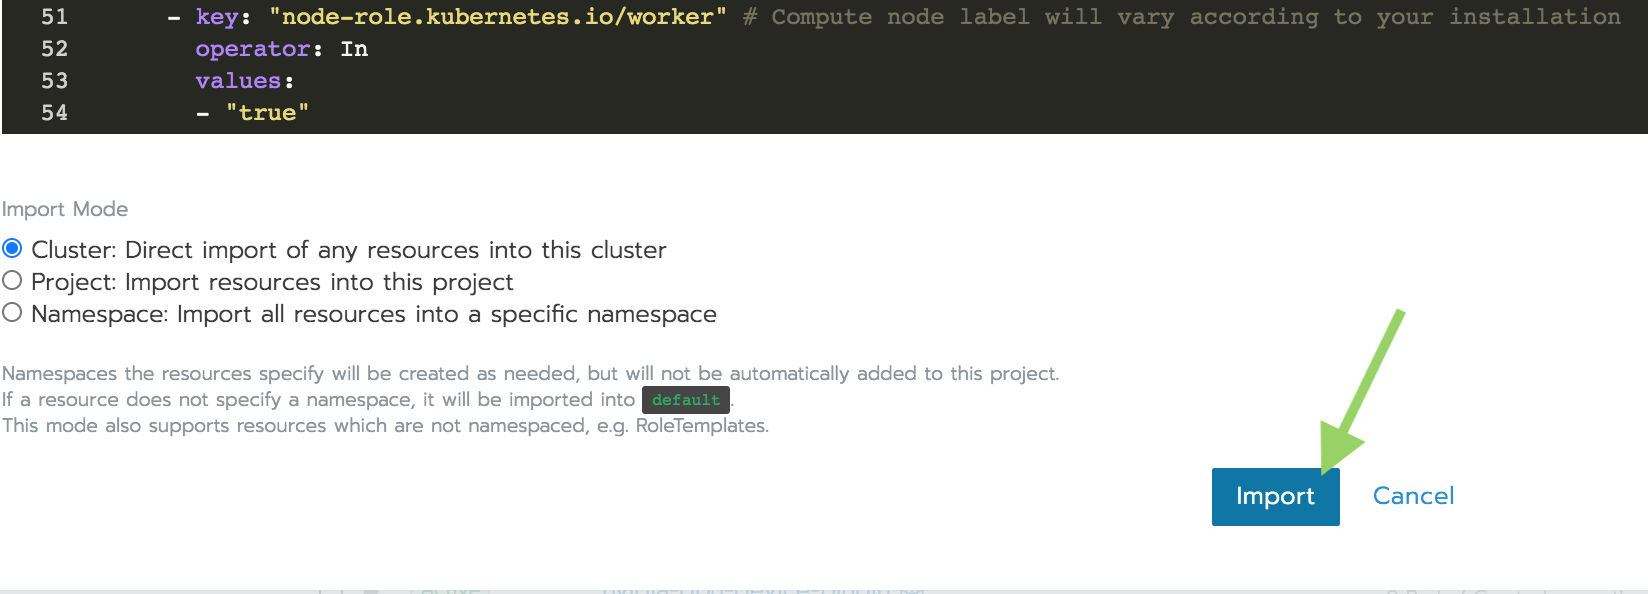 51 - key: "node-role.kubernetes.io/worker" # Compute node label will vary according to your installation
52 operator: In
53 values:
54 - "true"
Import Mode
Cluster: Direct import of any resources into this cluster
Project: Import resources into this project
Namespace: Import all resources into a specific namespace
Namespaces the resources specify will be created as needed, but will not be automatically added to this project.
If a resource does not specify a namespace, it will be imported into default.
This mode also supports resources which are not namespaced, e.g. RoleTemplates.
Import Cancel
Active